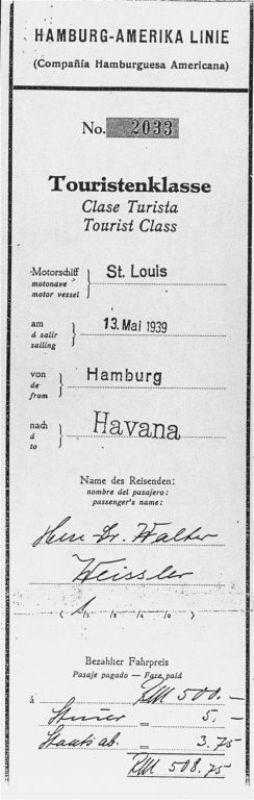 HAMBURG-AMERIKA LINIE
(Compañía Hamburguesa Americana)
No. 2033
Touristenklasse
Clase Turista
Tourist Class
Motorschiff
motonave
motor vessel
St. Louis
am
á salir
sailing
13. Mai 1939
von
de
from
Hamburg
nach
á
to
Havana
Name des Reisenden:
nombre del pasajero:
passenger's name:
Herr Dr. Walter
Weissler
Bezahlter Fahrpreis
Pasaje pagado — Fare paid
à RM 500.—
Steuer „ 5.—
Staats ab. „ 3.75
RM 508.75